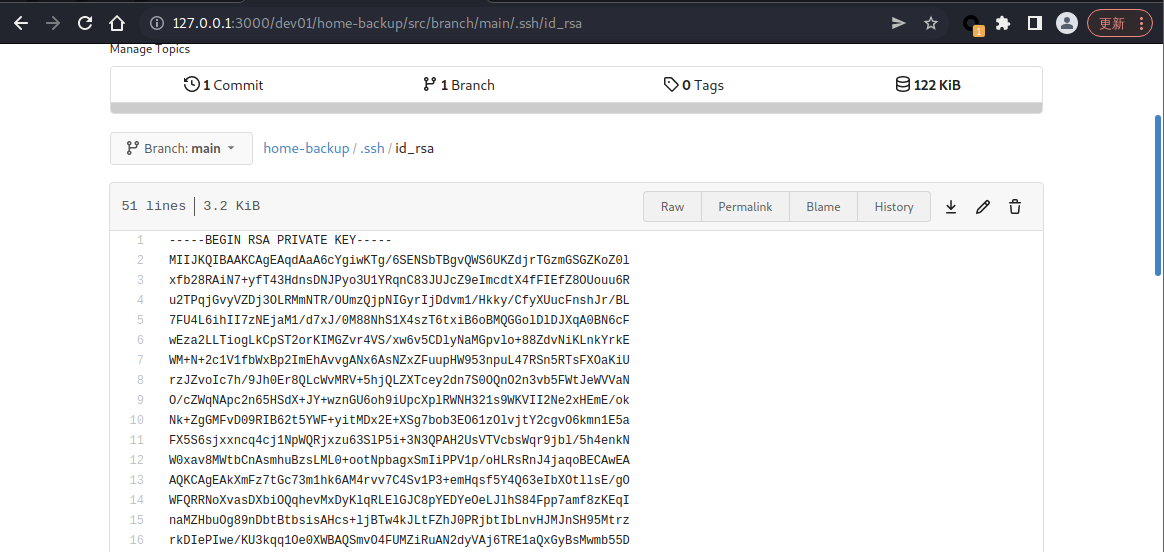 127.0.0.1:3000/dev01/home-backup/src/branch/main/.ssh/id_rsa
1
更新
Manage Topics
1 Commit
1 Branch
0 Tags
122 KiB
Branch: main
home-backup / .ssh / id_rsa
51 lines | 3.2 KiB
Raw
Permalink
Blame
History
1 -----BEGIN RSA PRIVATE KEY-----
2 MIIJKQIBAAKCAgEAqdAaA6cYgiwKTg/6SENSbTBgvQWS6UKZdjrTGzmGSGZKoZ0l
3 xfb28RAiN7+yfT43HdnsDNJPyo3U1YRqnC83JUJcZ9eImcdtX4fFIEfZ8OUouu6R
4 u2TPqjGvyVZDj3OLRMmNTR/OUmzQjpNIGyrIjDdvm1/Hkky/CfyXUucFnshJr/BL
5 7FU4L6ihII7zNEjaM1/d7xJ/0M88NhS1X4szT6txiB6oBMQGGolDlDJXqA0BN6cF
6 wEza2LLTiogLkCpST2orKIMGZvr4VS/xw6v5CDlyNaMGpvlo+88ZdvNiKLnkYrkE
7 WM+N+2c1V1fbWxBp2ImEhAvvgANx6AsNZxZFuupHW953npuL47RSn5RTsFXOaKiU
8 rzJZvoIc7h/9Jh0Er8QLcWvMRV+5hjQLZXTcey2dn7S0OQnO2n3vb5FWtJeWVVaN
9 O/cZWqNApc2n65HSdX+JY+wznGU6oh9iUpcXplRWNH321s9WKVII2Ne2xHEmE/ok
10 Nk+ZgGMFvD09RIB62t5YWF+yitMDx2E+XSg7bob3EO61zOlvjtY2cgvO6kmn1E5a
11 FX5S6sjxxncq4cj1NpWQRjxzu63SlP5i+3N3QPAH2UsVTVcbsWqr9jbl/5h4enkN
12 W0xav8MWtbCnAsmhuBzsLML0+ootNpbagxSmIiPPV1p/oHLRsRnJ4jaqoBECAwEA
13 AQKCAgEAkXmFz7tGc73m1hk6AM4rvv7C4Sv1P3+emHqsf5Y4Q63eIbXOtllsE/gO
14 WFQRRNoXvasDXbiOQqhevMxDyKlqRLElGJC8pYEDYeOeLJlhS84Fpp7amf8zKEqI
15 naMZHbuOg89nDbtBtbsisAHcs+ljBTw4kJLtFZhJ0PRjbtIbLnvHJMJnSH95Mtrz
16 rkDIePIwe/KU3kqq1Oe0XWBAQSmvO4FUMZiRuAN2dyVAj6TRE1aQxGyBsMwmb55D